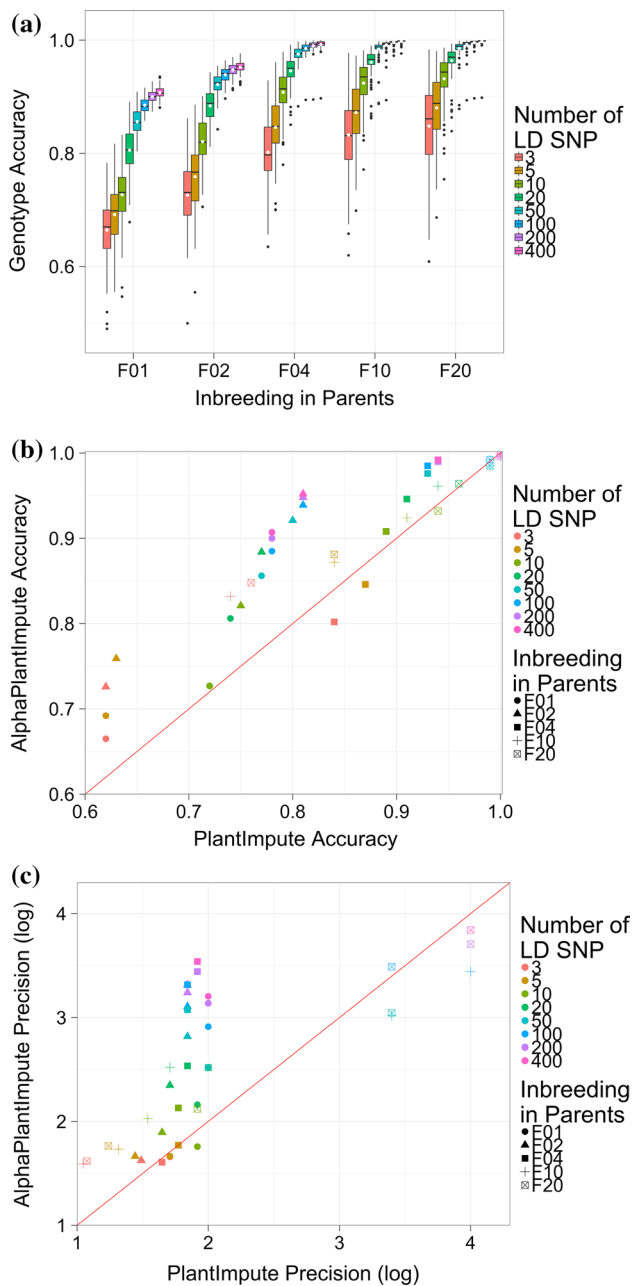 (a)
1.0
0.8
0.6
Genotype Accuracy
F01 F02 F04 F10 F20
Inbreeding in Parents
Number of
LD SNP
3
5
10
20
50
100
200
400
(b)
1.0
0.9
0.8
0.7
0.6
AlphaPlantImpute Accuracy
0.6 0.7 0.8 0.9 1.0
PlantImpute Accuracy
Number of
LD SNP
3
5
10
20
50
100
200
400
Inbreeding
in Parents
F01
F02
F04
F10
F20
(c)
4
3
2
1
AlphaPlantImpute Precision (log)
1 2 3 4
PlantImpute Precision (log)
Number of
LD SNP
3
5
10
20
50
100
200
400
Inbreeding
in Parents
F01
F02
F04
F10
F20